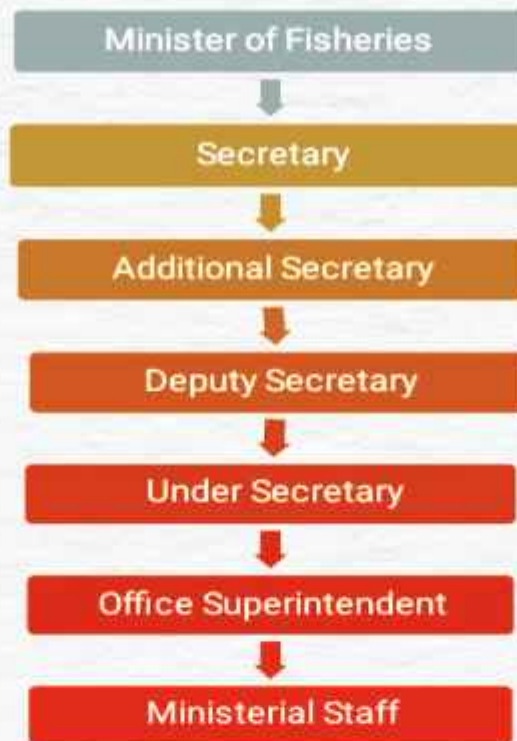 Minister of Fisheries
Secretary
Additional Secretary
Deputy Secretary
Under Secretary
Office Superintendent
Ministerial Staff